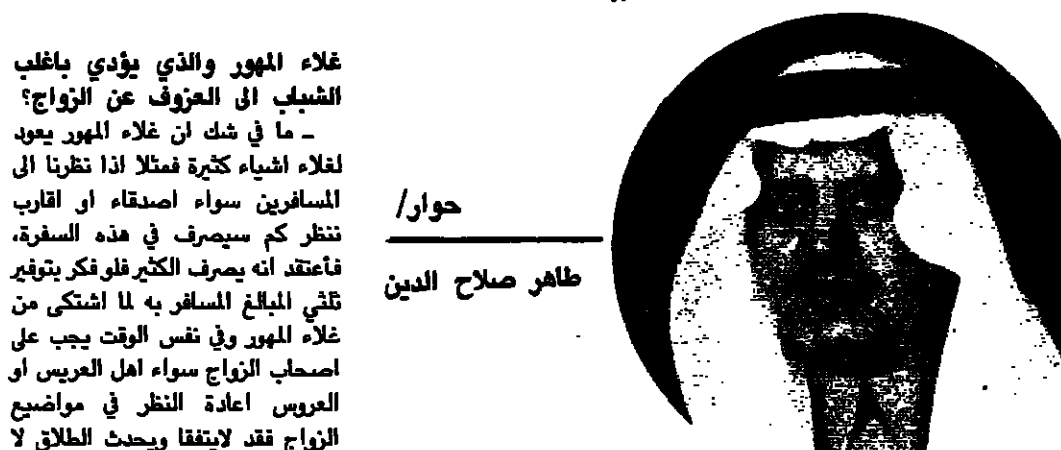 حوار/
طاهر صلاح الدين
غلاء المهور والذي يؤدي باغلب
الشباب الى العزوف عن الزواج؟
ـ ما في شك ان غلاء المهور يعود
لغلاء اشياء كثيرة فمثلا اذا نظرنا الى
المسافرين سواء اصدقاء او اقارب
ننظر كم سيصرف في هذه السفرة،
فأعتقد انه يصرف الكثير فلو فكر بتوفير
ثلثي المبالغ المسافر به لما اشتكى من
غلاء المهور وفي نفس الوقت يجب على
اصحاب الزواج سواء اهل العريس او
العروس اعادة النظر في مواضيع
الزواج فقد لايتفقا ويحدث الطلاق لا